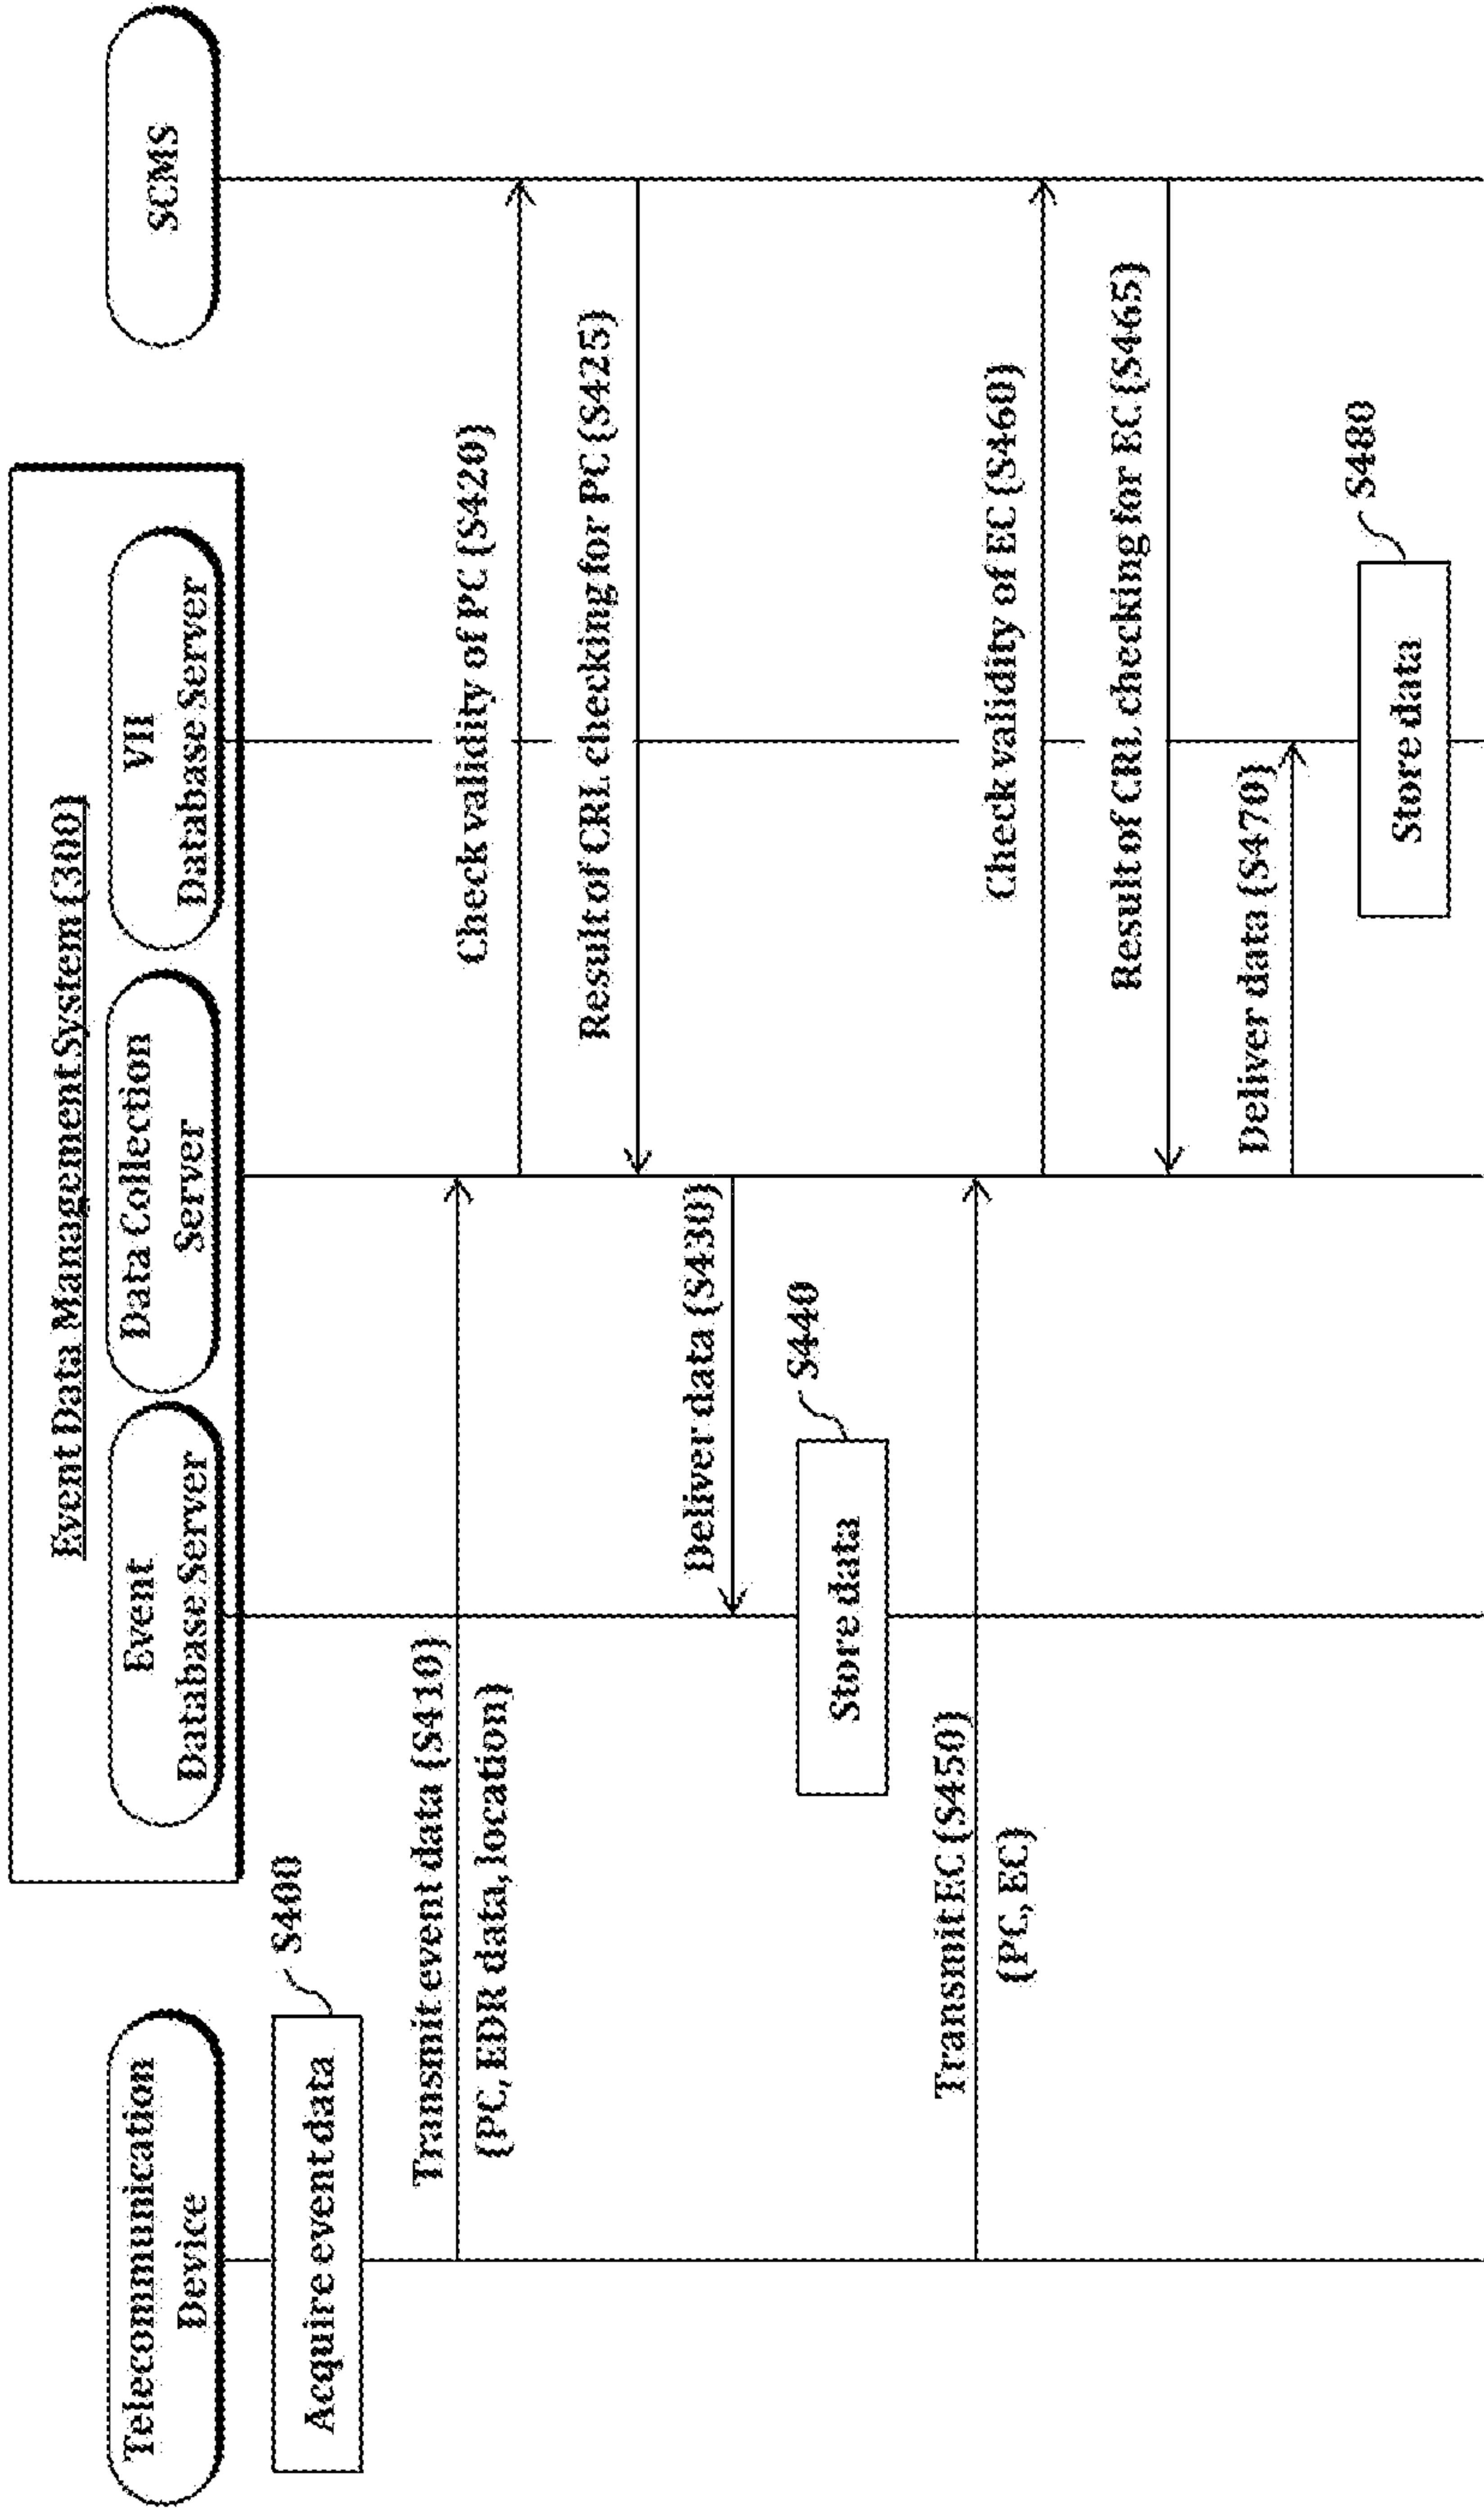 Event Data Management System (300)
Telecommunication
Device
Event
Database Server
Data Collection
Server
VII
Database Server
SCMS
S400
Acquire event data
Transmit event data (S410)
(PC, EDR data, location)
Check validity of PC (S420)
Result of CRL checking for PC (S425)
Deliver data (S430)
S440
Store data
Transmit EC (S450)
(PC, EC)
Check validity of EC (S460)
Result of CRL checking for EC (S465)
Deliver data (S470)
S480
Store data